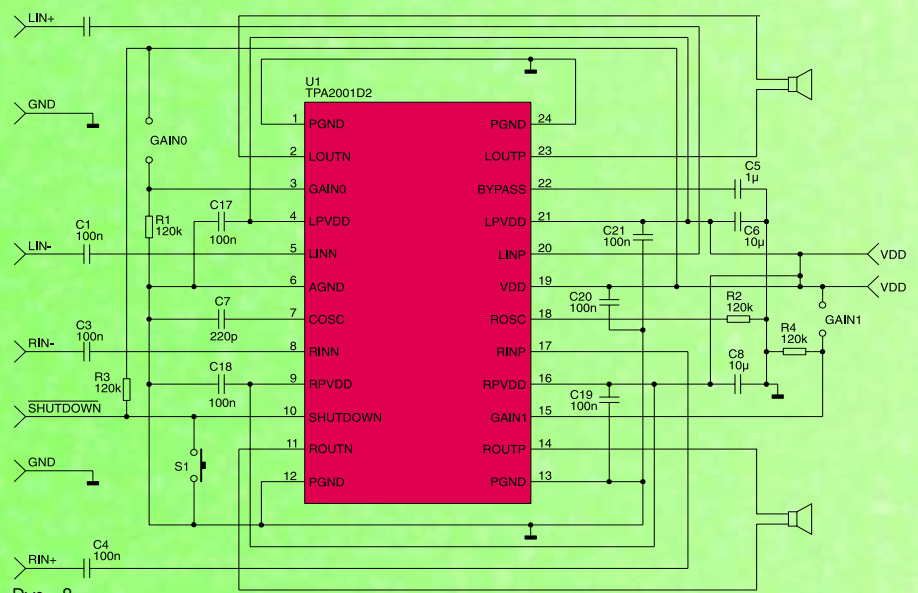 LIN+
GND
GAIN0
R1
120k
C17
100n
C1
100n
LIN-
C7
220p
C3
100n
RIN-
C18
100n
R3
120k
SHUTDOWN
GND
S1
RIN+
C4
100n
U1
TPA2001D2
1 PGND
2 LOUTN
3 GAIN0
4 LPVDD
5 LINN
6 AGND
7 COSC
8 RINN
9 RPVDD
10 SHUTDOWN
11 ROUTN
12 PGND
PGND 24
LOUTP 23
BYPASS 22
LPVDD 21
LINP 20
VDD 19
ROSC 18
RINP 17
RPVDD 16
GAIN1 15
ROUTP 14
PGND 13
C5
1µ
C6
10µ
C21
100n
C20
100n
R2
120k
GAIN1
R4
120k
C8
10µ
C19
100n
VDD
VDD